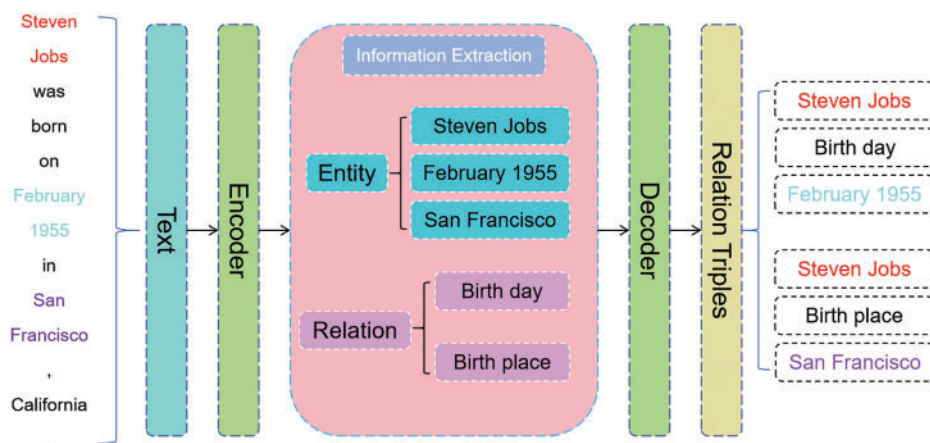 Steven
Jobs
was
born
on
February
1955
in
San
Francisco
,
California
.
Text
Encoder
Information Extraction
Entity
Steven Jobs
February 1955
San Francisco
Relation
Birth day
Birth place
Decoder
Relation Triples
Steven Jobs
Birth day
February 1955
Steven Jobs
Birth place
San Francisco